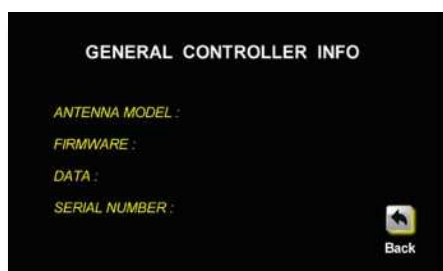 GENERAL CONTROLLER INFO
ANTENNA MODEL :
FIRMWARE :
DATA :
SERIAL NUMBER :
Back